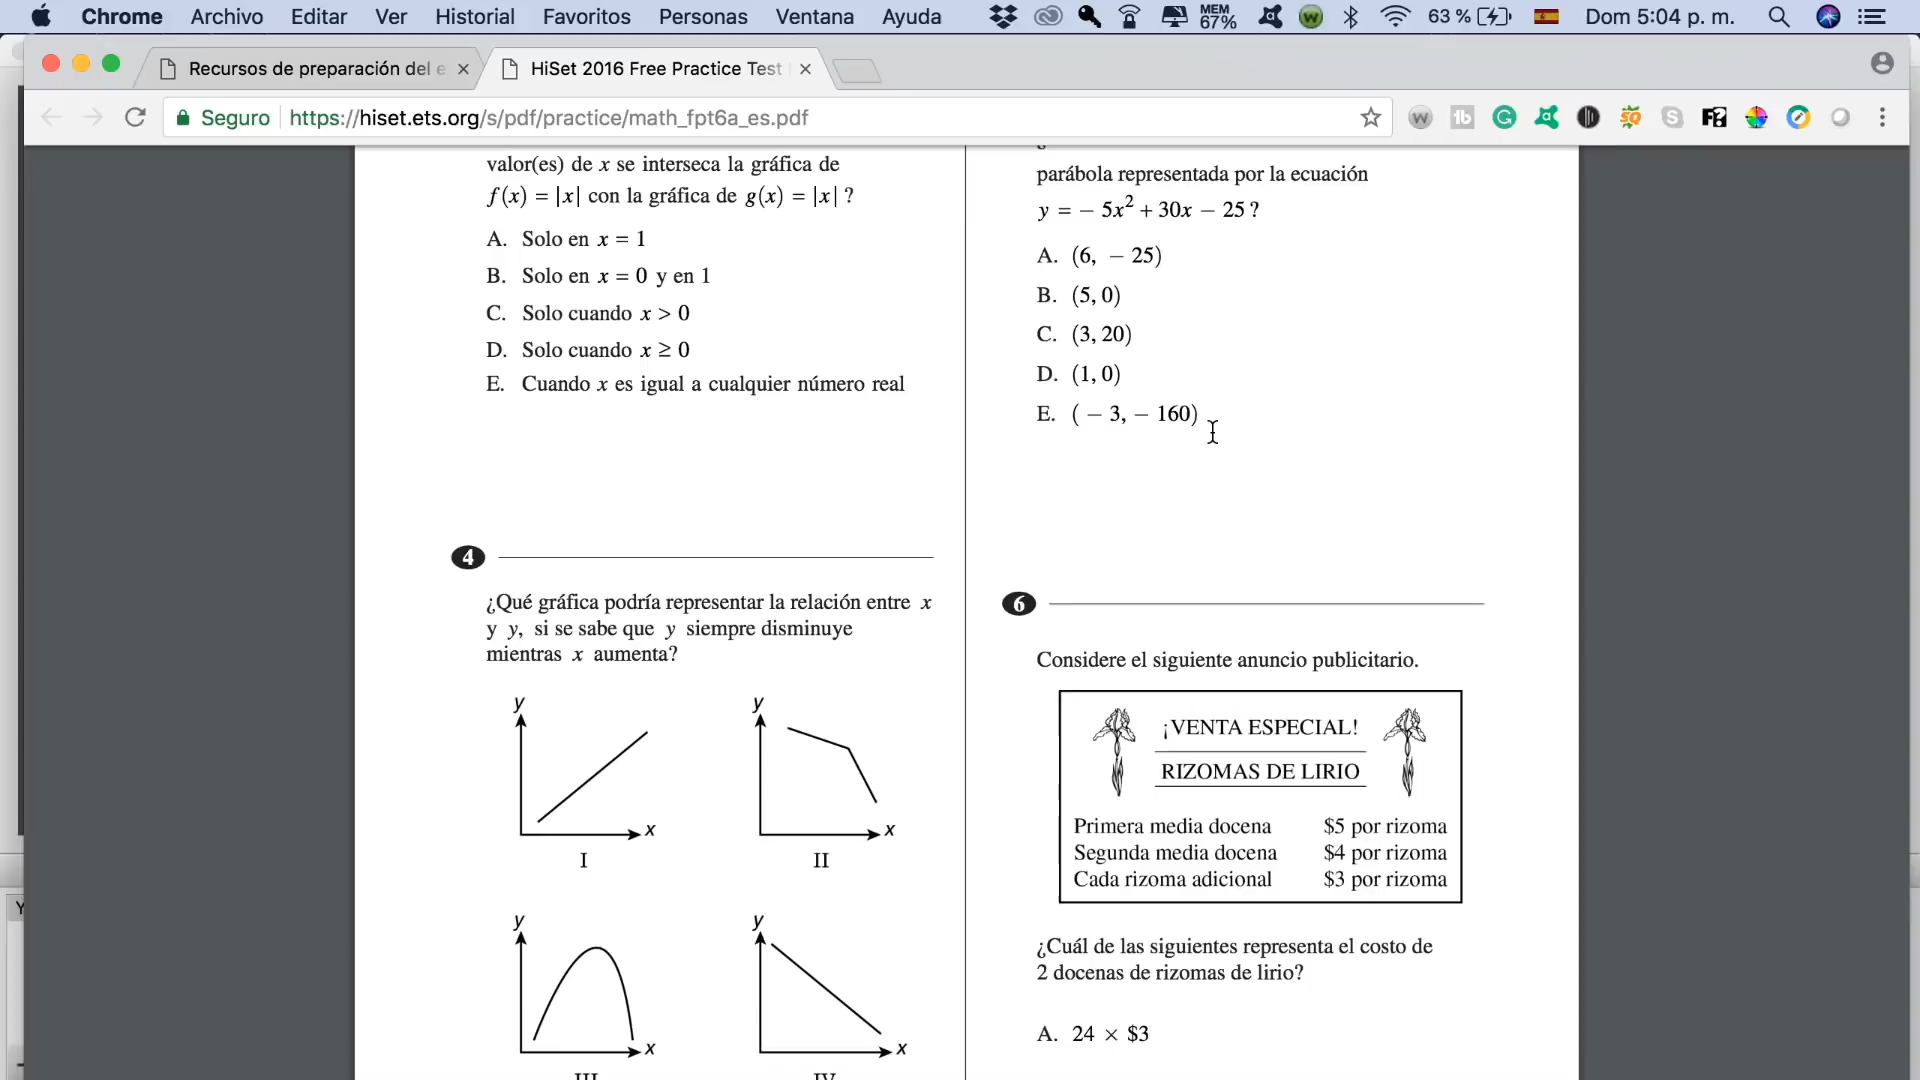 Chrome Archivo Editar Ver Historial Favoritos Personas Ventana Ayuda MEM 67% 63 % Dom 5:04 p. m.
Recursos de preparación del e
HiSet 2016 Free Practice Test
Seguro https://hiset.ets.org/s/pdf/practice/math_fpt6a_es.pdf
valor(es) de x se interseca la gráfica de
f(x) = |x| con la gráfica de g(x) = |x| ?
A. Solo en x = 1
B. Solo en x = 0 y en 1
C. Solo cuando x > 0
D. Solo cuando x ≥ 0
E. Cuando x es igual a cualquier número real
4
¿Qué gráfica podría representar la relación entre x
y y, si se sabe que y siempre disminuye
mientras x aumenta?
y
x
I
y
x
II
y
x
III
y
x
IV
parábola representada por la ecuación
y = − 5x² + 30x − 25 ?
A. (6, − 25)
B. (5, 0)
C. (3, 20)
D. (1, 0)
E. ( − 3, − 160)
6
Considere el siguiente anuncio publicitario.
¡VENTA ESPECIAL!
RIZOMAS DE LIRIO
Primera media docena $5 por rizoma
Segunda media docena $4 por rizoma
Cada rizoma adicional $3 por rizoma
¿Cuál de las siguientes representa el costo de
2 docenas de rizomas de lirio?
A. 24 × $3